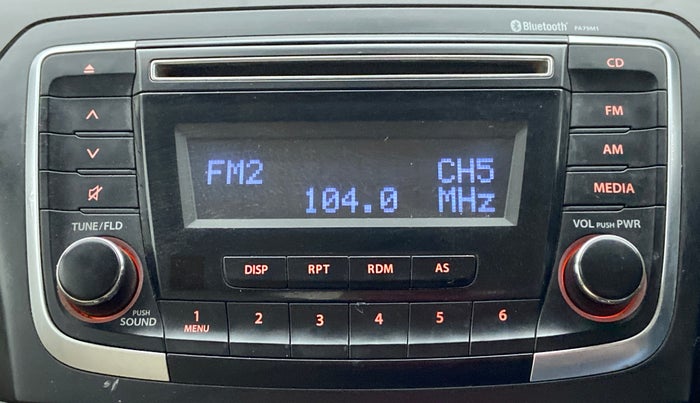 Bluetooth PA79M1
CD
FM
AM
MEDIA
FM2 CH5
104.0 MHz
TUNE/FLD
VOL PUSH PWR
DISP RPT RDM AS
PUSH
SOUND
1 2 3 4 5 6
MENU